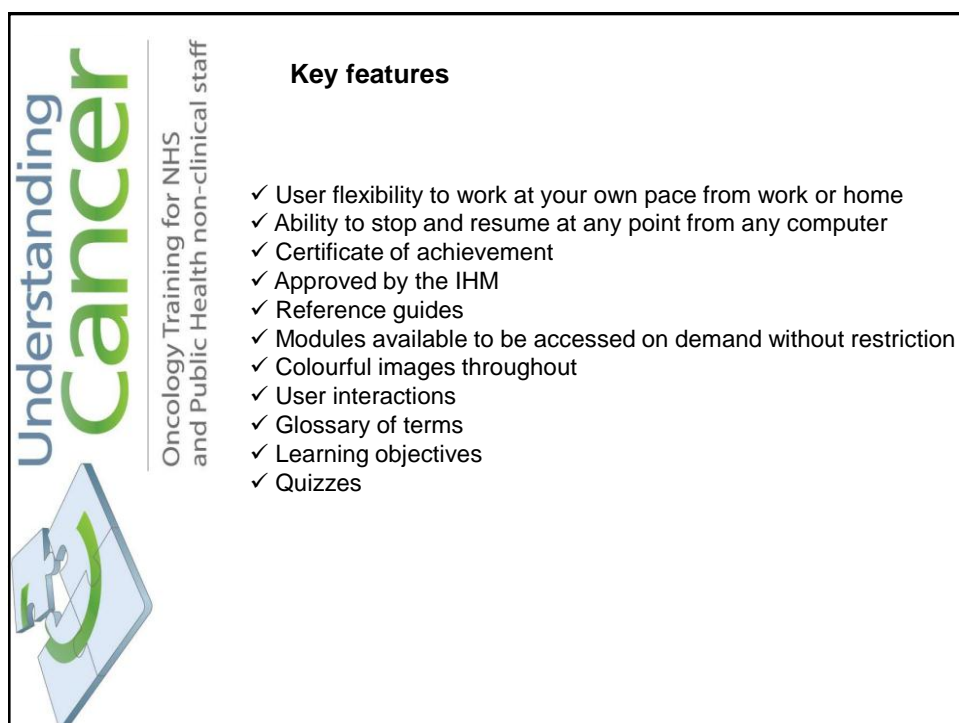 Understanding
Cancer
Oncology Training for NHS
and Public Health non-clinical staff
Key features
✓ User flexibility to work at your own pace from work or home
✓ Ability to stop and resume at any point from any computer
✓ Certificate of achievement
✓ Approved by the IHM
✓ Reference guides
✓ Modules available to be accessed on demand without restriction
✓ Colourful images throughout
✓ User interactions
✓ Glossary of terms
✓ Learning objectives
✓ Quizzes